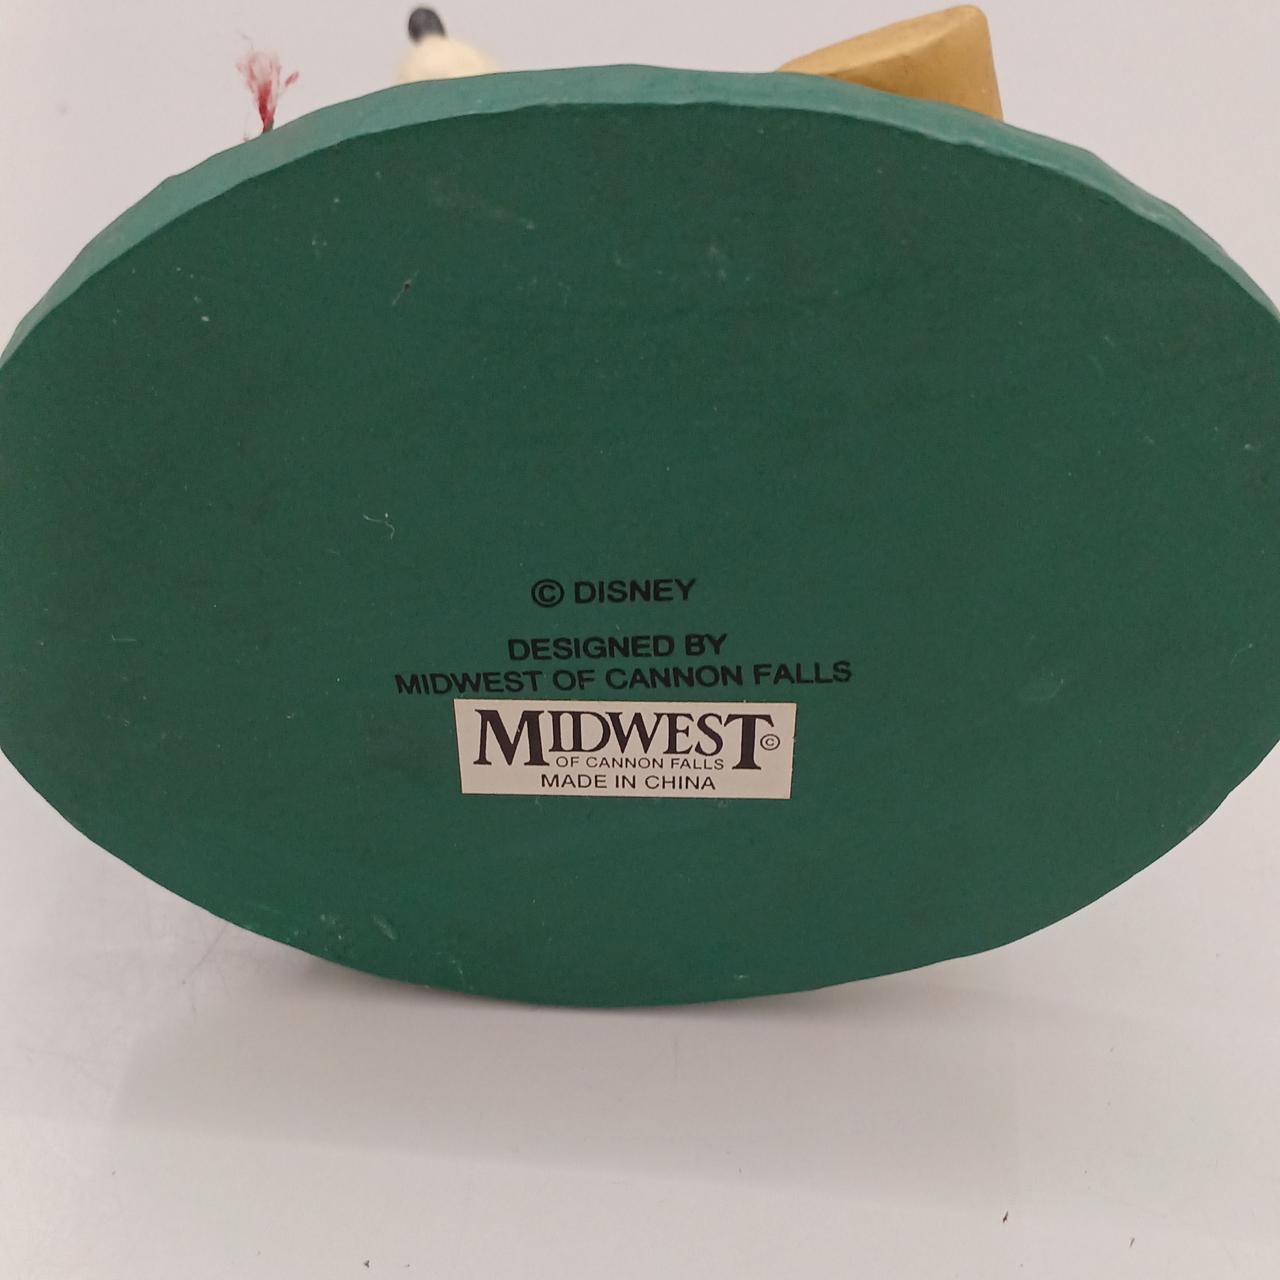 © DISNEY
DESIGNED BY
MIDWEST OF CANNON FALLS
MIDWEST©
OF CANNON FALLS
MADE IN CHINA